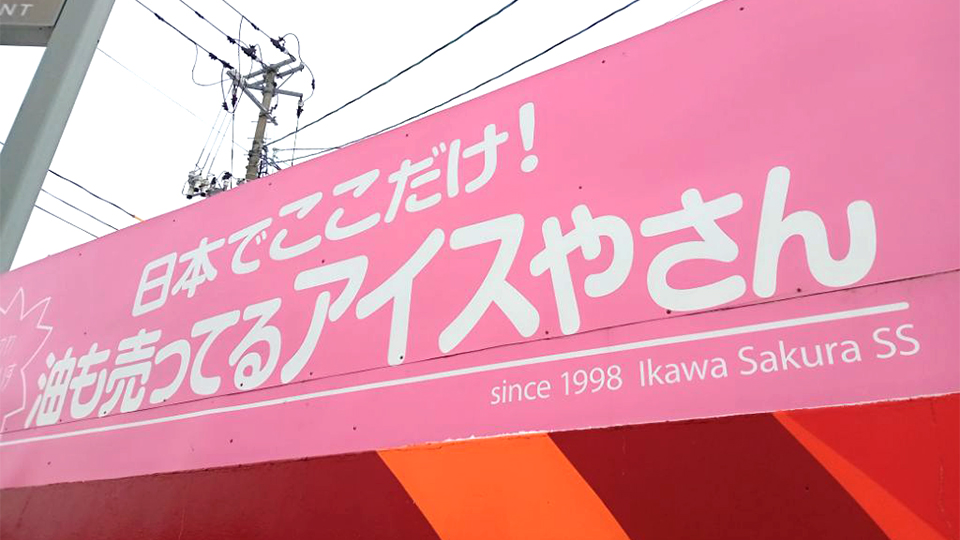 NT
日本でここだけ!
油も売ってるアイスやさん
since 1998 Ikawa Sakura SS